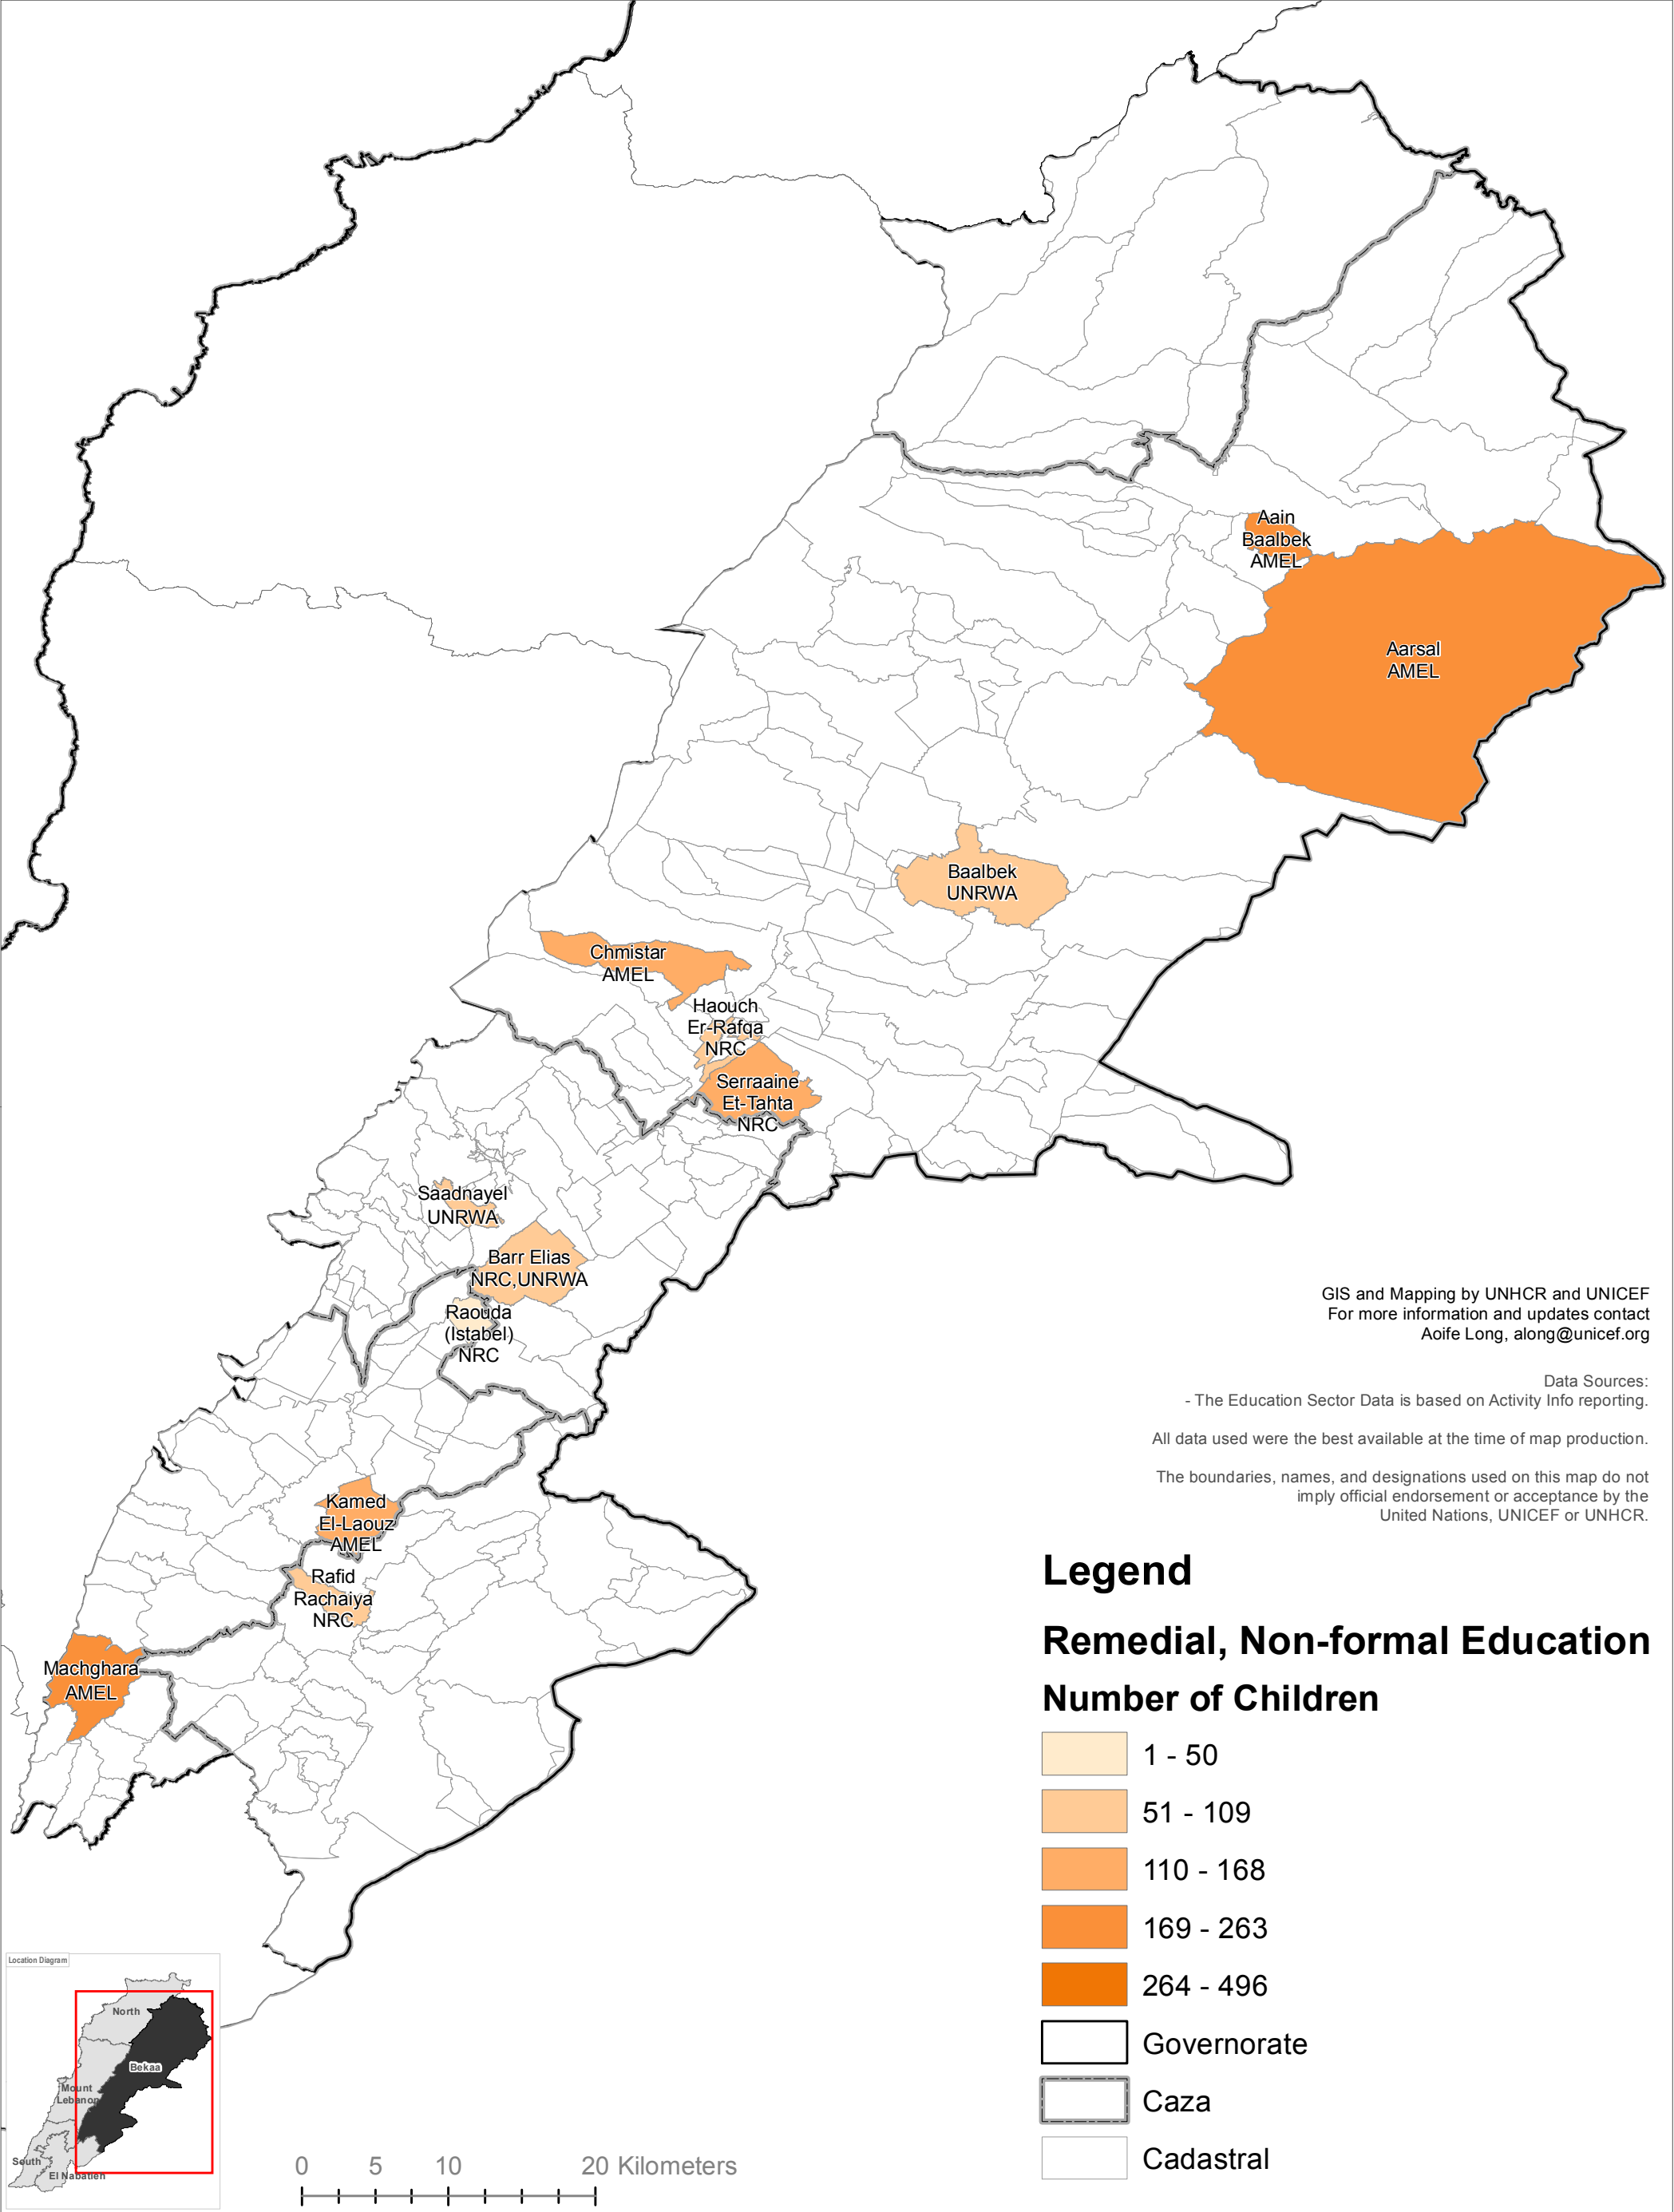 Aain
Baalbek
AMEL
Aarsal
AMEL
Baalbek
UNRWA
Chmistar
AMEL
Haouch
Er-Rafqa
NRC
Serraaine
Et-Tahta
NRC
Saadnayel
UNRWA
Barr Elias
NRC,UNRWA
Raouda
(Istabel)
NRC
Kamed
El-Laouz
AMEL
Rafid
Rachaiya
NRC
Machghara
AMEL
GIS and Mapping by UNHCR and UNICEF
For more information and updates contact
Aoife Long, along@unicef.org
Data Sources:
- The Education Sector Data is based on Activity Info reporting.
All data used were the best available at the time of map production.
The boundaries, names, and designations used on this map do not
imply official endorsement or acceptance by the
United Nations, UNICEF or UNHCR.
Legend
Remedial, Non-formal Education
Number of Children
1 - 50
51 - 109
110 - 168
169 - 263
264 - 496
Governorate
Caza
Cadastral
Location Diagram
North
Bekaa
Mount
Lebanon
South
El Nabatieh
0 5 10 20 Kilometers